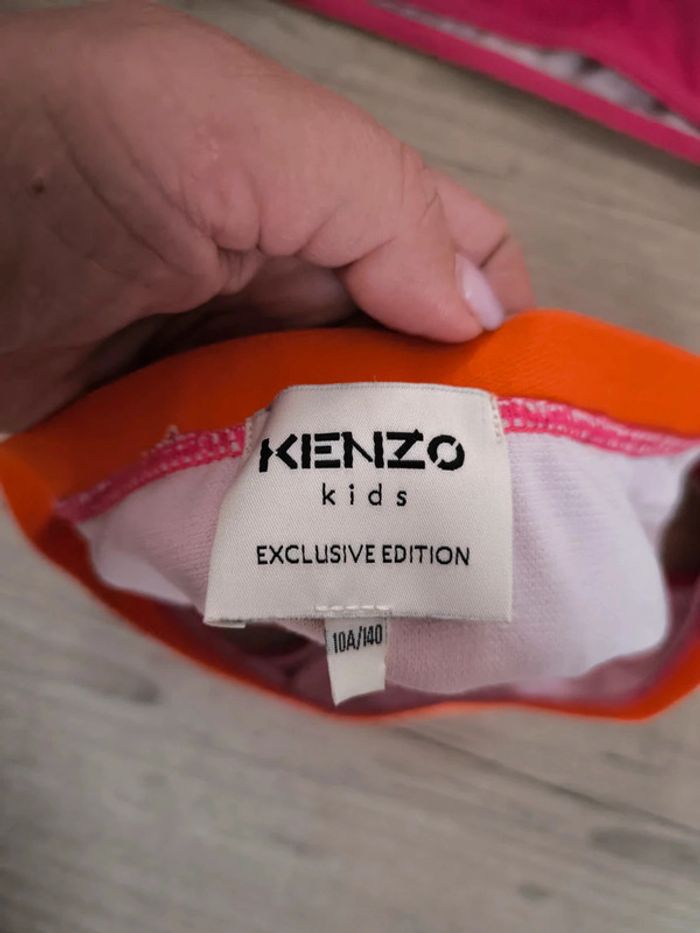 KENZO
kids
EXCLUSIVE EDITION
10A/140